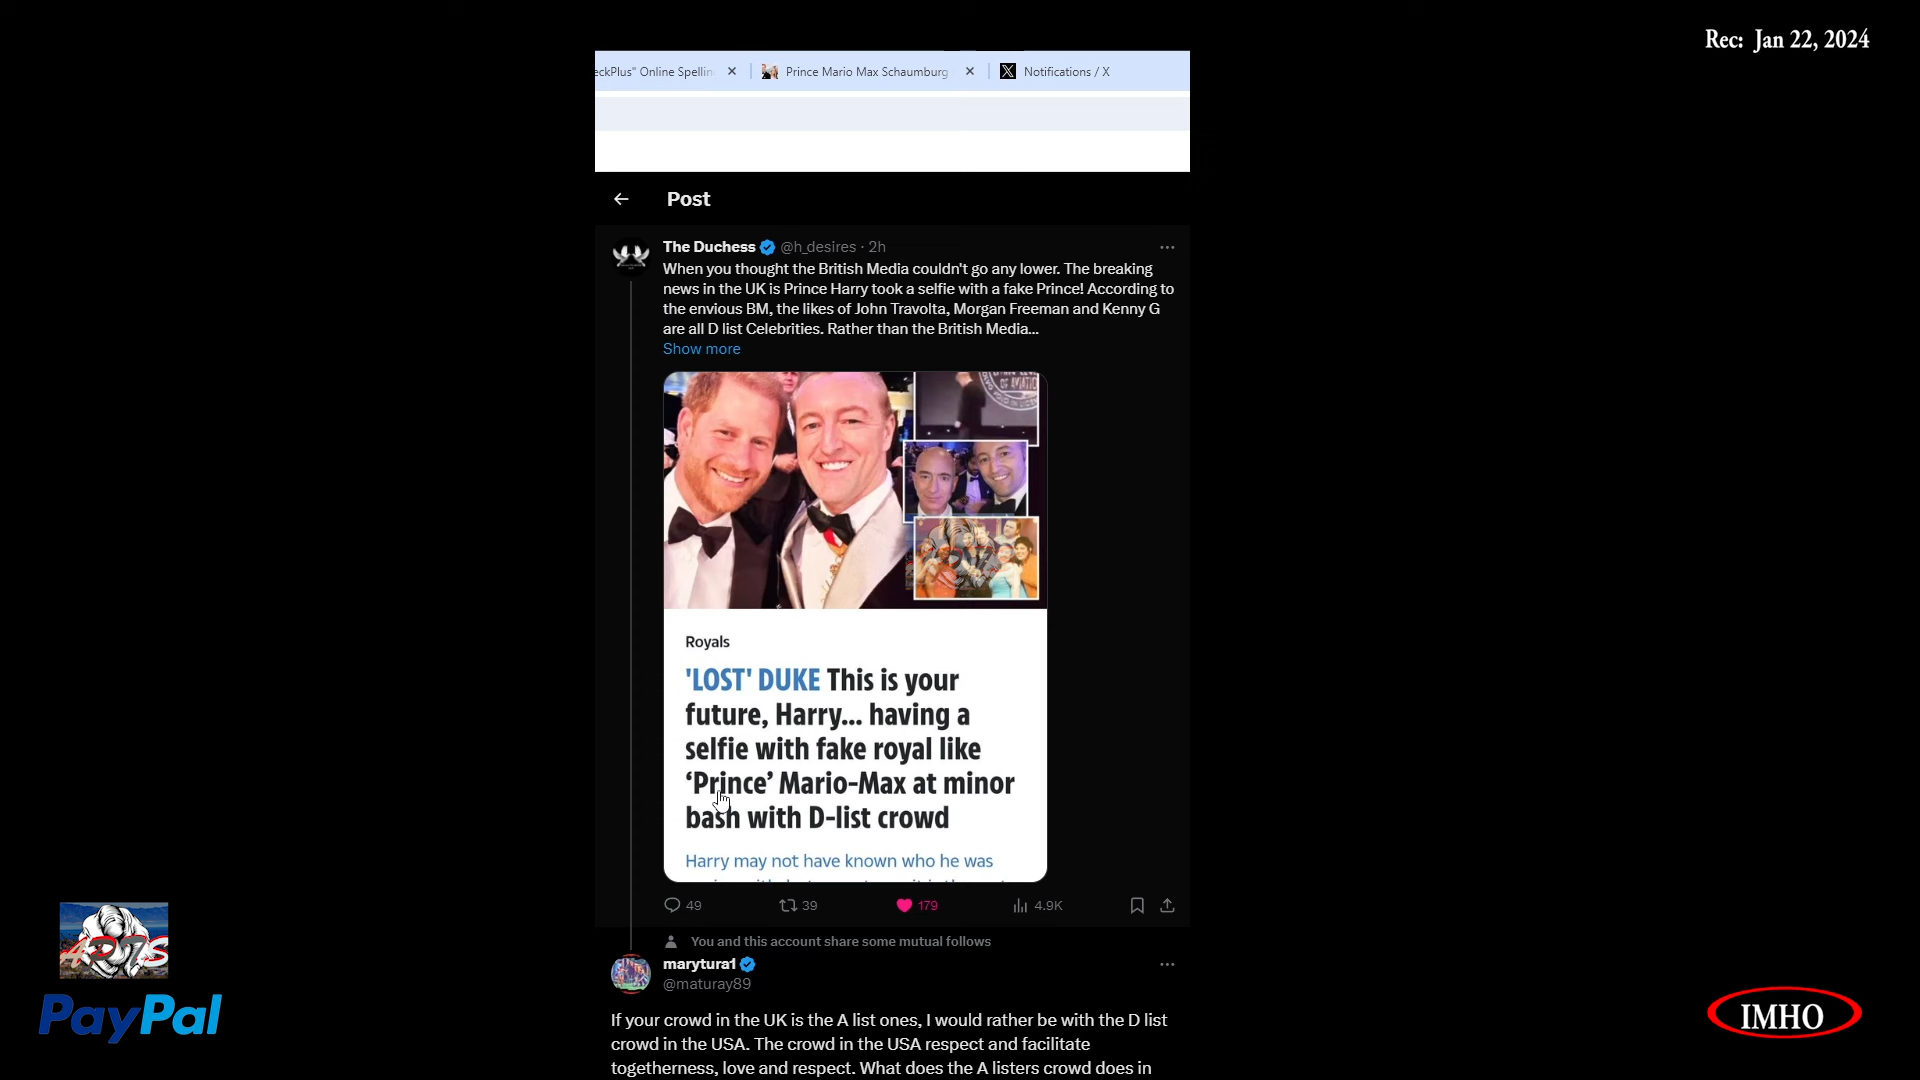 Rec: Jan 22, 2024
eckPlus" Online Spellin
Prince Mario Max Schaumburg
Notifications / X
Post
The Duchess @h_desires · 2h
When you thought the British Media couldn't go any lower. The breaking
news in the UK is Prince Harry took a selfie with a fake Prince! According to
the envious BM, the likes of John Travolta, Morgan Freeman and Kenny G
are all D list Celebrities. Rather than the British Media...
Show more
OF AVIATIO
Royals
'LOST' DUKE This is your
future, Harry... having a
selfie with fake royal like
‘Prince’ Mario-Max at minor
bash with D-list crowd
Harry may not have known who he was
49
39
179
4.9K
You and this account share some mutual follows
marytura1
@maturay89
If your crowd in the UK is the A list ones, I would rather be with the D list
crowd in the USA. The crowd in the USA respect and facilitate
togetherness, love and respect. What does the A listers crowd does in
PayPal
IMHO